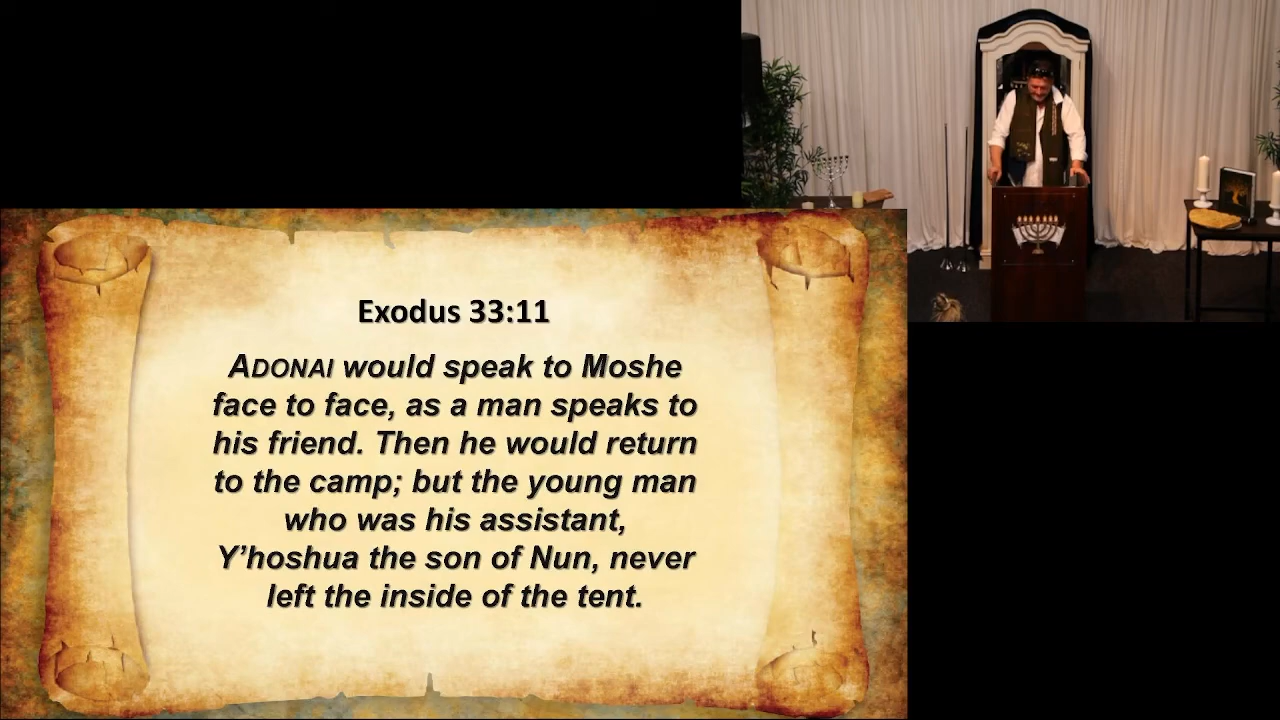 Exodus 33:11
ADONAI would speak to Moshe
face to face, as a man speaks to
his friend. Then he would return
to the camp; but the young man
who was his assistant,
Y’hoshua the son of Nun, never
left the inside of the tent.